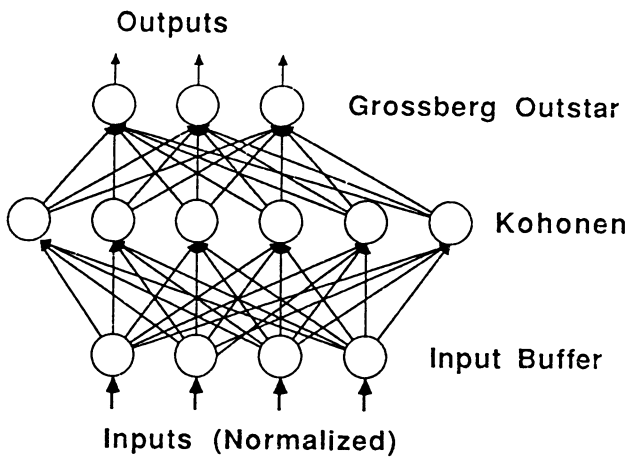 Outputs
Grossberg Outstar
Kohonen
Input Buffer
Inputs (Normalized)